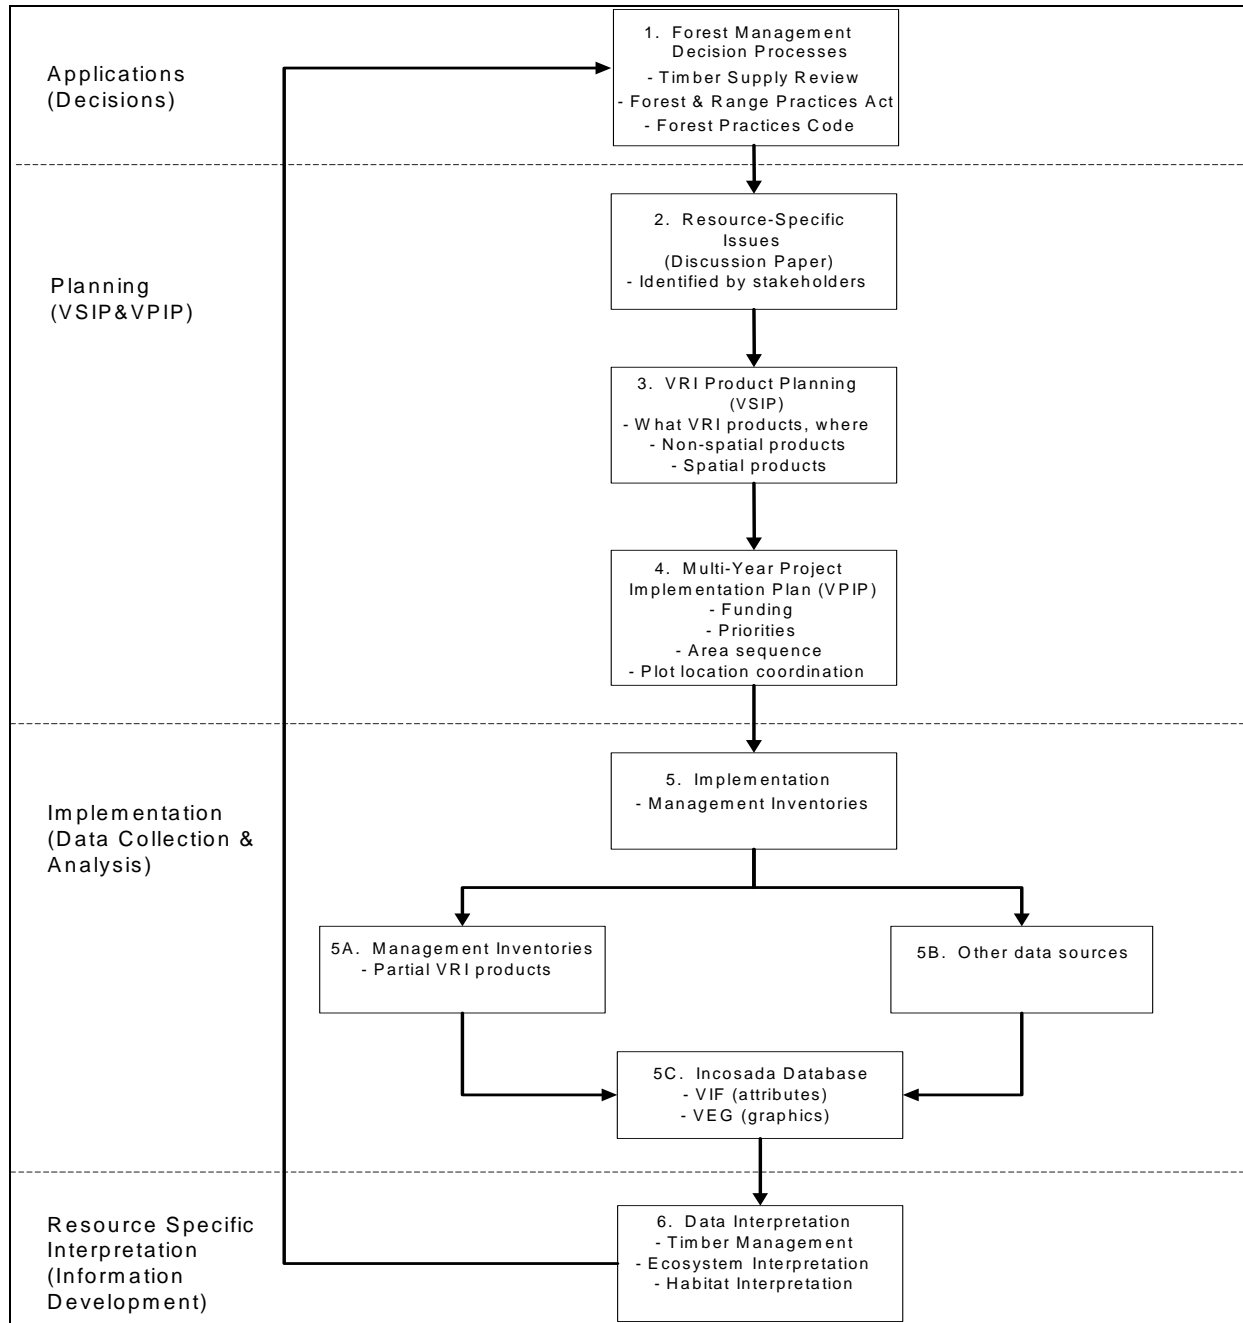 Applications
(Decisions)
1. Forest Management
Decision Processes
- Timber Supply Review
- Forest & Range Practices Act
- Forest Practices Code
Planning
(VSIP&VPIP)
2. Resource-Specific
Issues
(Discussion Paper)
- Identified by stakeholders
3. VRI Product Planning
(VSIP)
- What VRI products, where
- Non-spatial products
- Spatial products
4. Multi-Year Project
Implementation Plan (VPIP)
- Funding
- Priorities
- Area sequence
- Plot location coordination
Implementation
(Data Collection &
Analysis)
5. Implementation
- Management Inventories
5A. Management Inventories
- Partial VRI products
5B. Other data sources
5C. Incosada Database
- VIF (attributes)
- VEG (graphics)
Resource Specific
Interpretation
(Information
Development)
6. Data Interpretation
- Timber Management
- Ecosystem Interpretation
- Habitat Interpretation